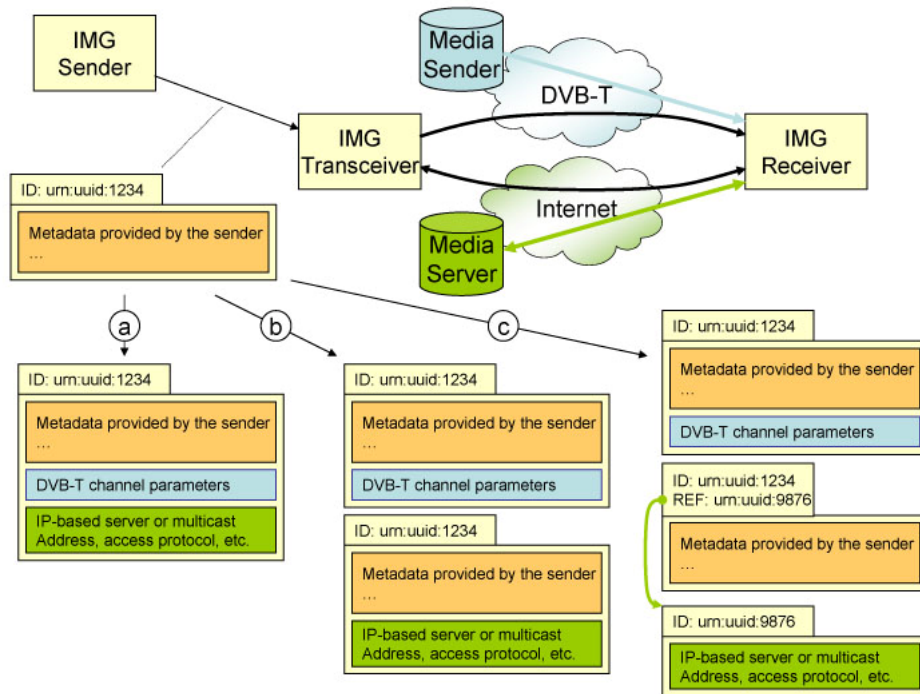 IMG
Sender
Media
Sender
DVB-T
IMG
Transceiver
IMG
Receiver
Internet
Media
Server
ID: urn:uuid:1234
Metadata provided by the sender
...
a
b
c
ID: urn:uuid:1234
Metadata provided by the sender
...
DVB-T channel parameters
IP-based server or multicast
Address, access protocol, etc.
ID: urn:uuid:1234
Metadata provided by the sender
...
DVB-T channel parameters
ID: urn:uuid:1234
Metadata provided by the sender
...
IP-based server or multicast
Address, access protocol, etc.
ID: urn:uuid:1234
Metadata provided by the sender
...
DVB-T channel parameters
ID: urn:uuid:1234
REF: urn:uuid:9876
Metadata provided by the sender
...
ID: urn:uuid:9876
IP-based server or multicast
Address, access protocol, etc.